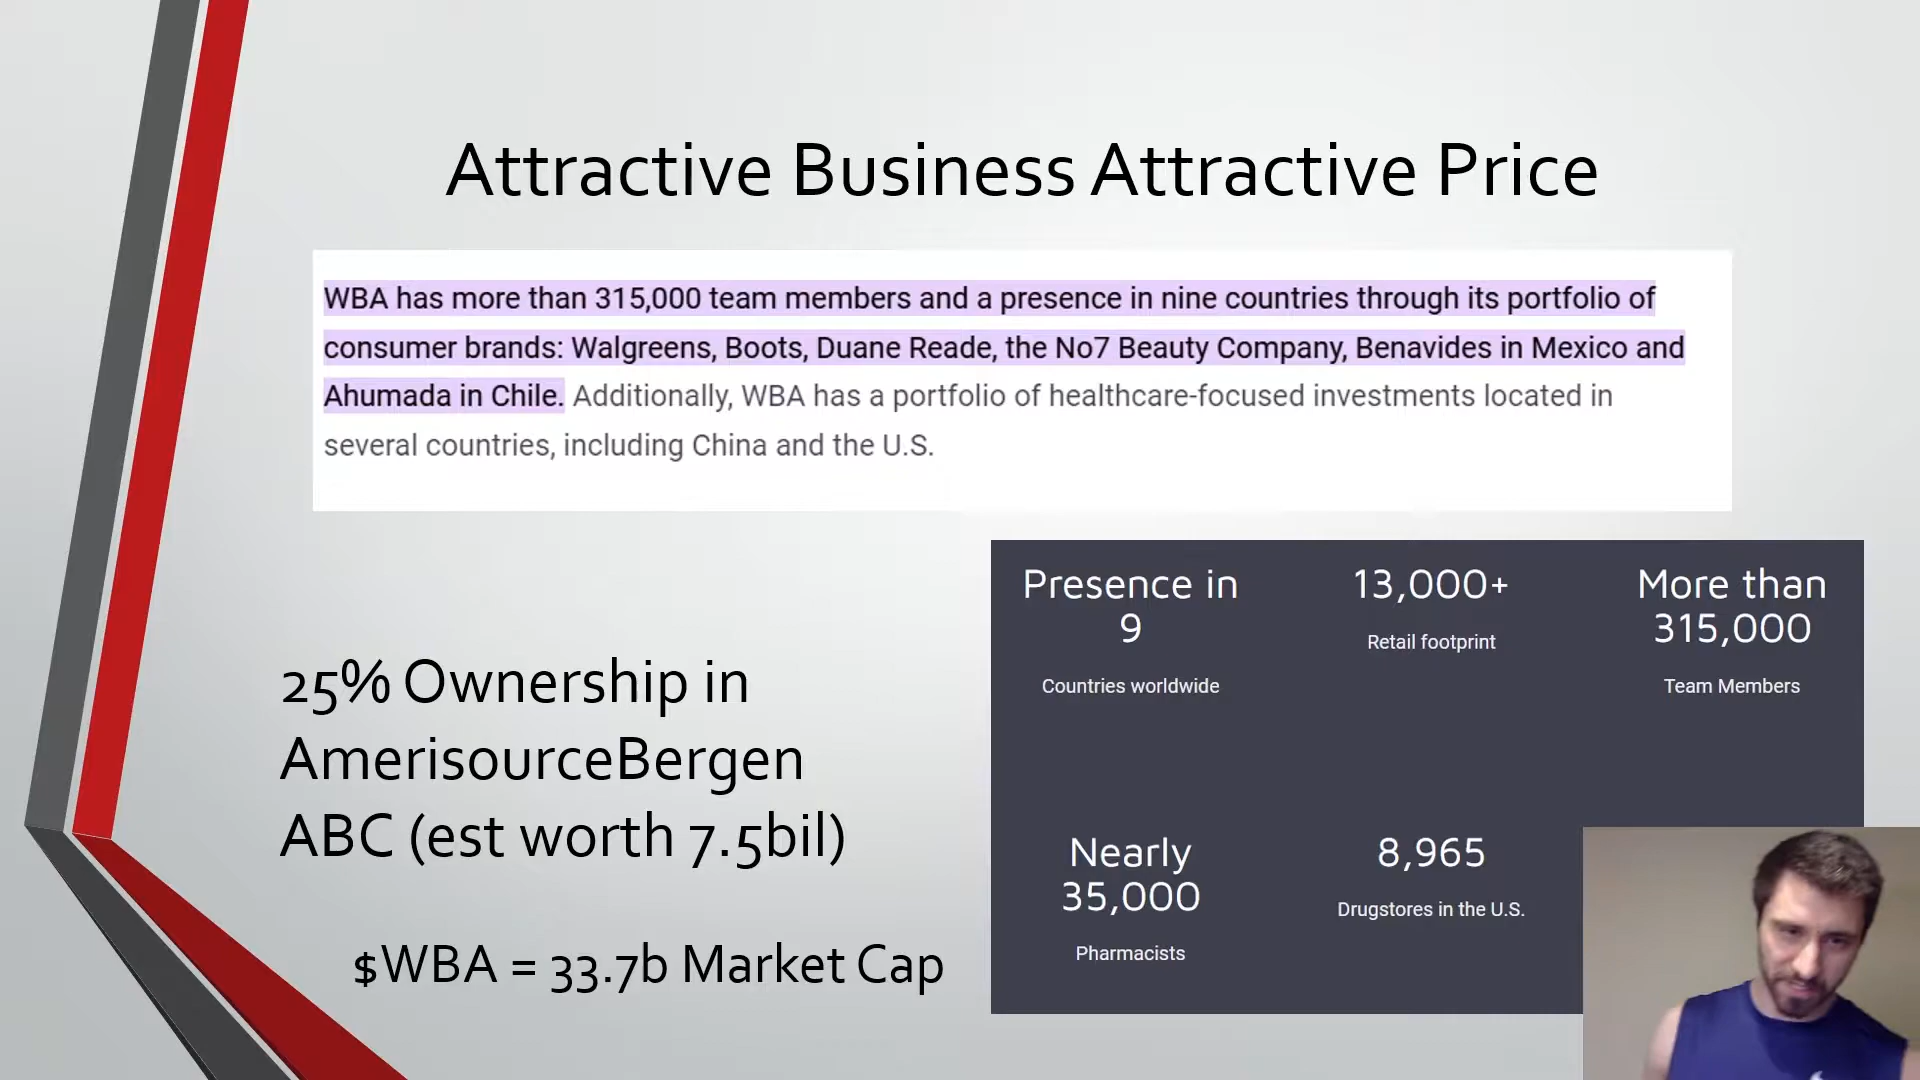 Attractive Business Attractive Price
WBA has more than 315,000 team members and a presence in nine countries through its portfolio of
consumer brands: Walgreens, Boots, Duane Reade, the No7 Beauty Company, Benavides in Mexico and
Ahumada in Chile. Additionally, WBA has a portfolio of healthcare-focused investments located in
several countries, including China and the U.S.
25% Ownership in
AmerisourceBergen
ABC (est worth 7.5bil)
$WBA = 33.7b Market Cap
Presence in
9
Countries worldwide
13,000+
Retail footprint
More than
315,000
Team Members
Nearly
35,000
Pharmacists
8,965
Drugstores in the U.S.